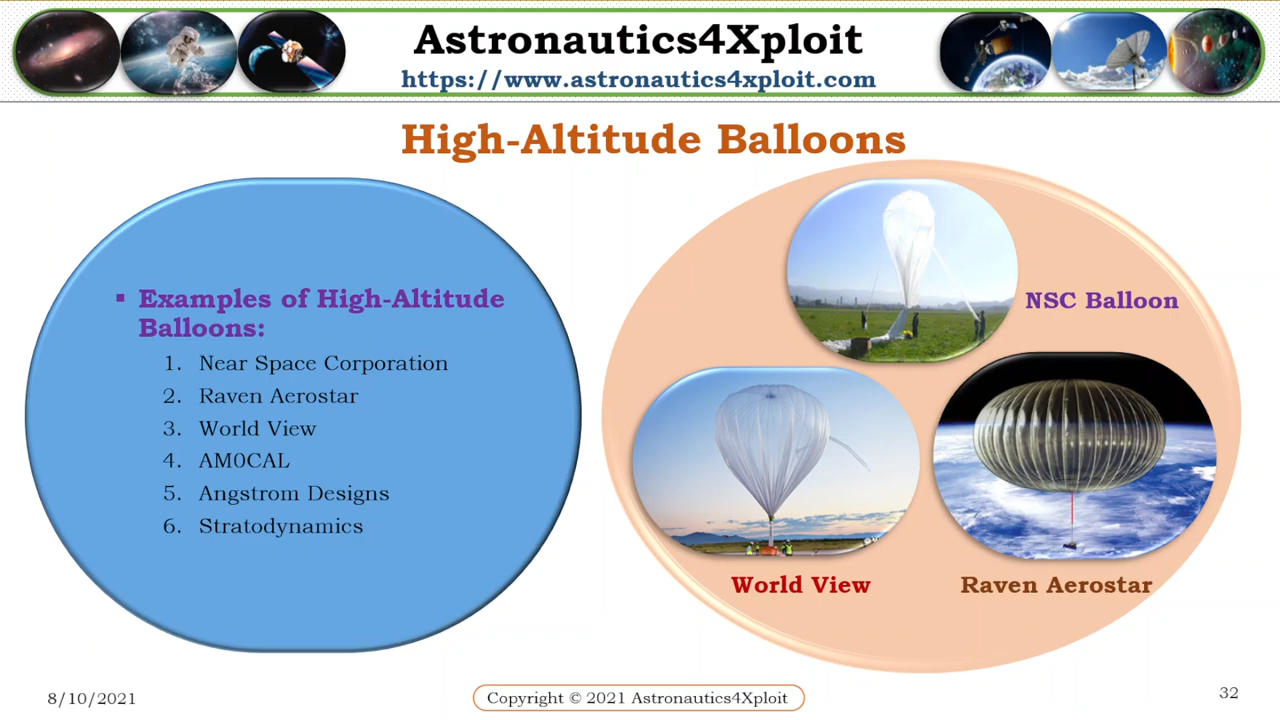 Astronautics4Xploit
https://www.astronautics4xploit.com
High-Altitude Balloons
▪ Examples of High-Altitude
Balloons:
1. Near Space Corporation
2. Raven Aerostar
3. World View
4. AM0CAL
5. Angstrom Designs
6. Stratodynamics
NSC Balloon
World View
Raven Aerostar
8/10/2021
Copyright © 2021 Astronautics4Xploit
32